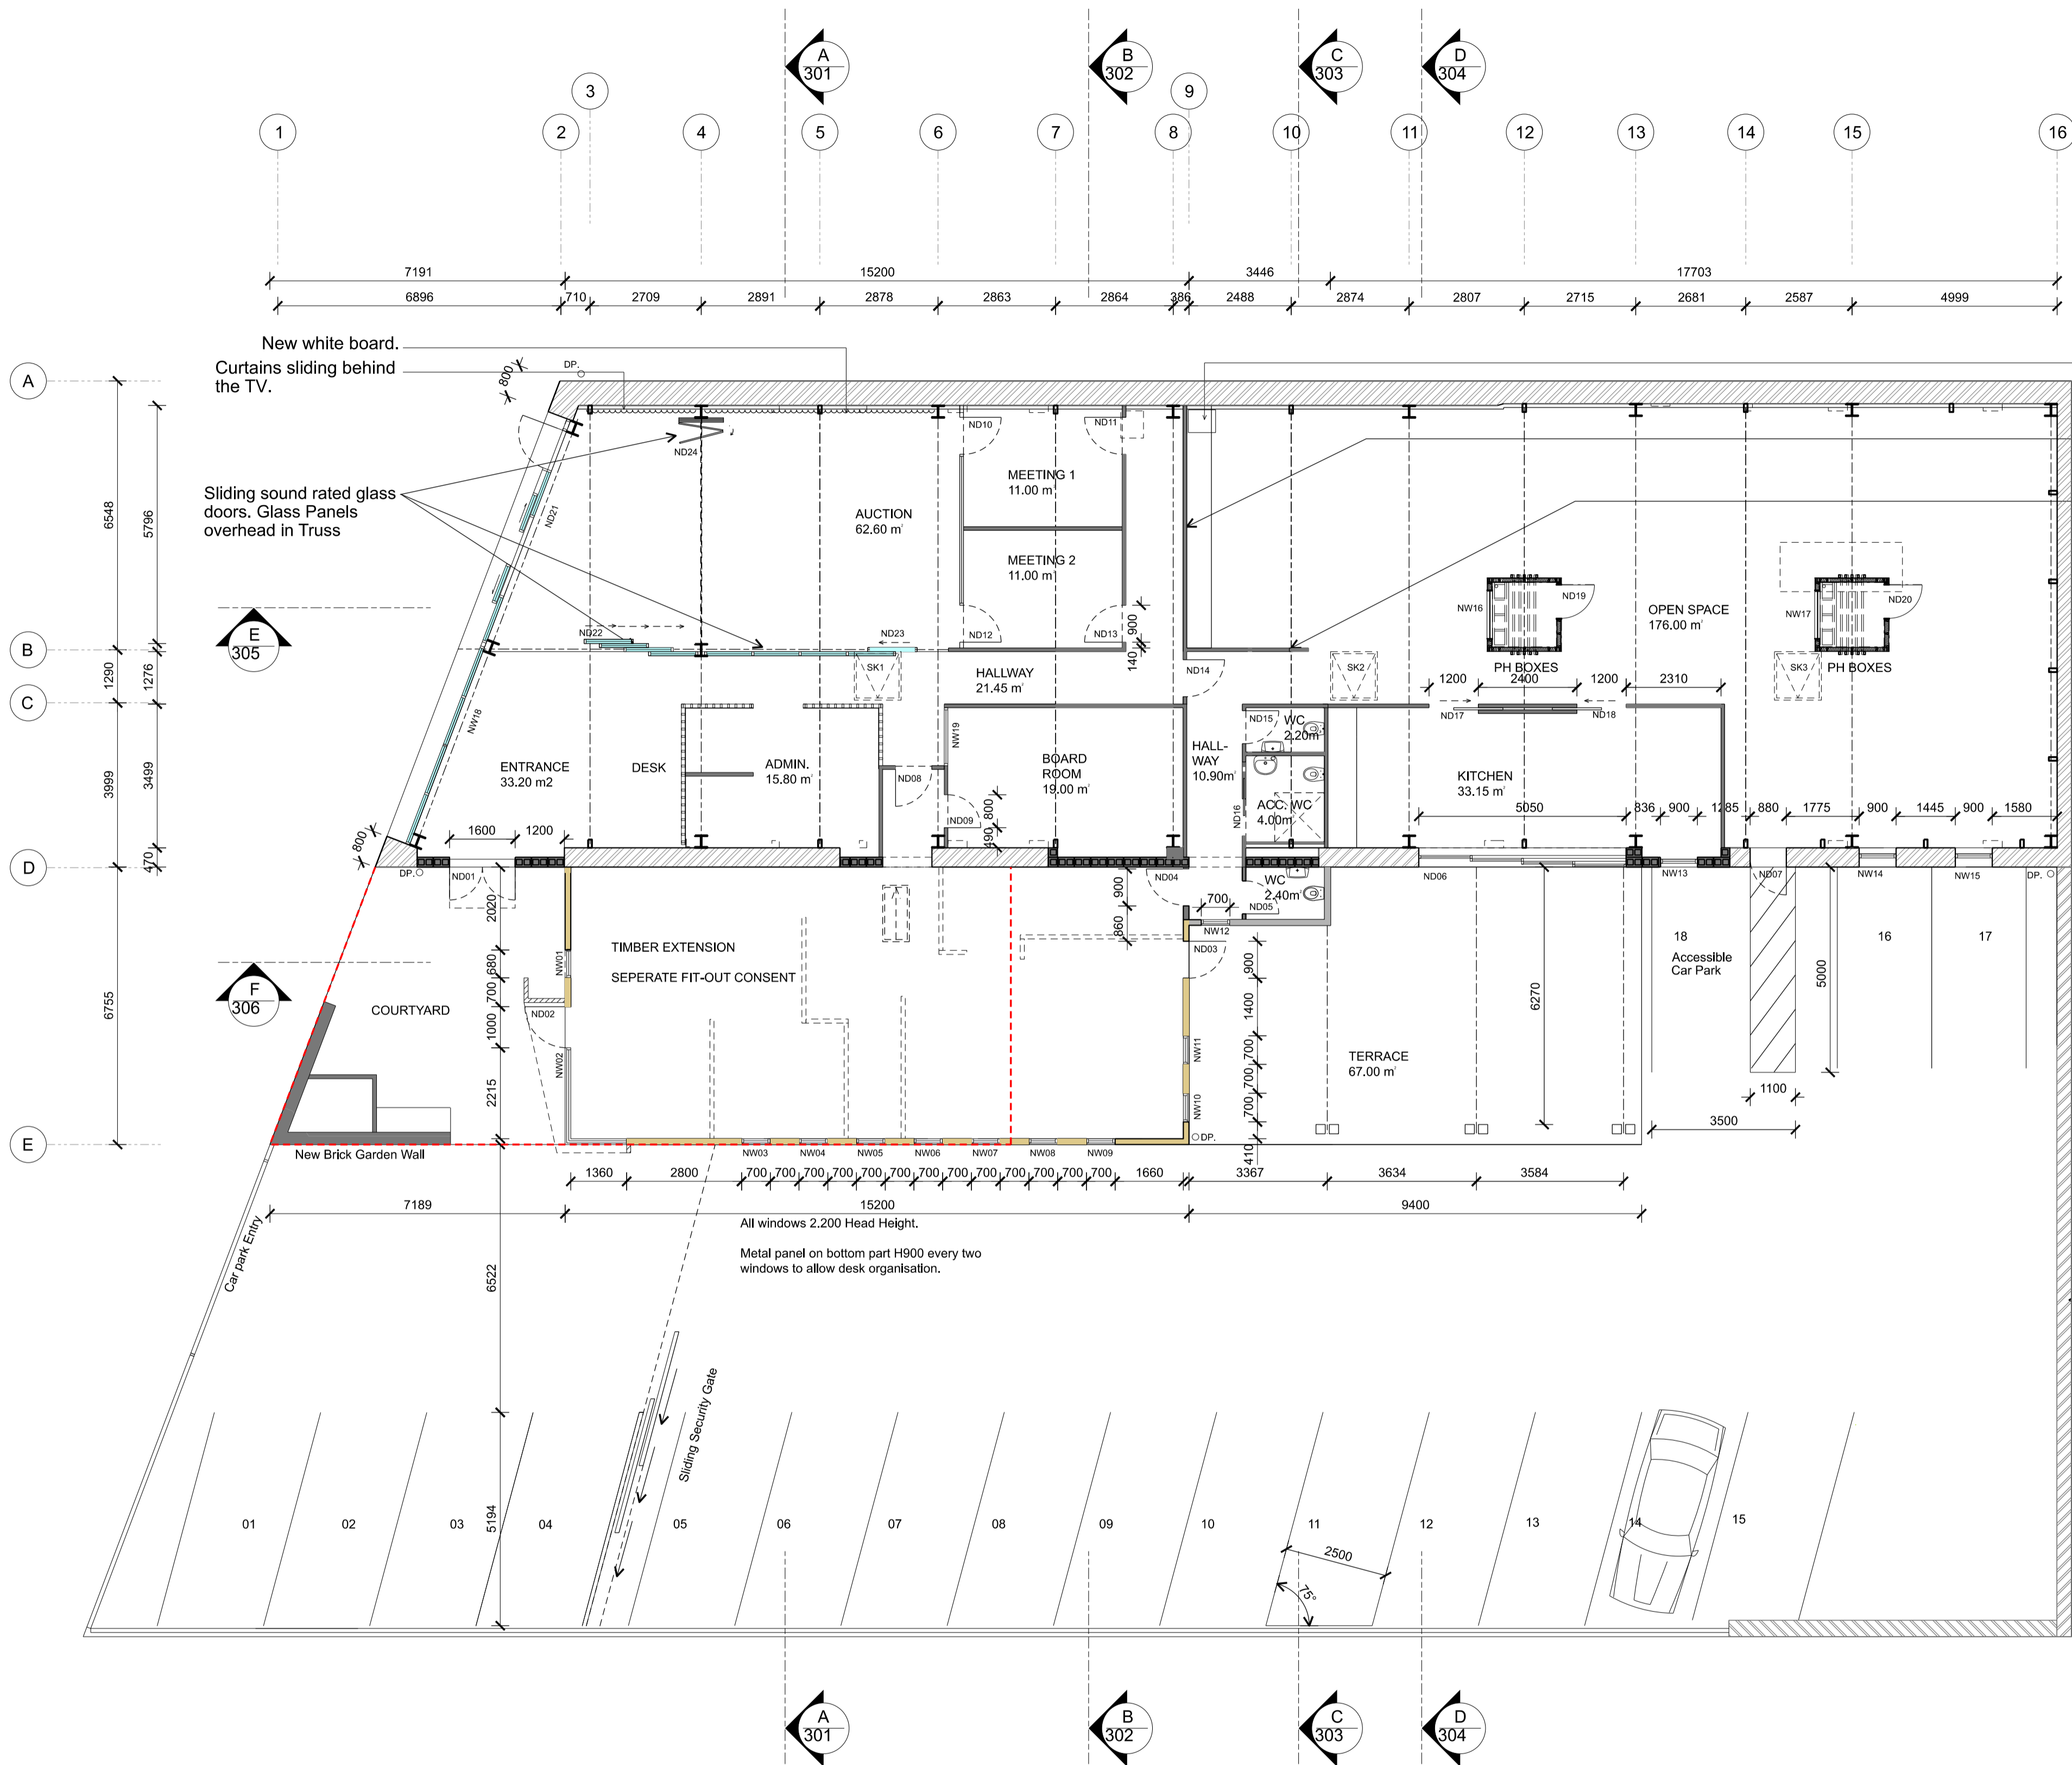 A
301
B
302
C
303
D
304
1
2
3
4
5
6
7
8
9
10
11
12
13
14
15
16
7191
15200
3446
17703
6896
710
2709
2891
2878
2863
2864
386
2488
2874
2807
2715
2681
2587
4999
New white board.
Curtains sliding behind
the TV.
DP.
800
A
B
C
D
E
6548
5796
1290
1276
3999
3499
470
6755
ND24
ND21
ND10
ND11
MEETING 1
11.00 m²
AUCTION
62.60 m²
Sliding sound rated glass
doors. Glass Panels
overhead in Truss
MEETING 2
11.00 m²
E
305
ND22
ND23
ND12
ND13
900
140
SK1
HALLWAY
21.45 m²
ND14
NW16
ND19
OPEN SPACE
176.00 m²
NW17
ND20
PH BOXES
PH BOXES
SK2
SK3
1200
2400
1200
2310
ND17
ND18
NW18
ENTRANCE
33.20 m2
DESK
ADMIN.
15.80 m²
ND08
NW19
BOARD
ROOM
19.00 m²
ND09
800
490
HALL-
WAY
10.90m²
ND15
WC
2.20m²
ND16
ACC. WC
4.00m²
KITCHEN
33.15 m²
5050
836
900
1285
880
1775
900
1445
900
1580
800
1600
1200
DP.
ND01
ND04
900
860
WC
2.40m²
ND05
700
NW12
ND03
ND06
NW13
ND07
NW14
NW15
DP.
2020
680
700
1000
2215
NW01
ND02
NW02
TIMBER EXTENSION
SEPERATE FIT-OUT CONSENT
F
306
COURTYARD
900
1400
700
700
700
410
NW11
NW10
DP.
TERRACE
67.00 m²
6270
18
Accessible
Car Park
5000
16
17
1100
3500
New Brick Garden Wall
NW03
NW04
NW05
NW06
NW07
NW08
NW09
1360
2800
700
700
700
700
700
700
700
700
700
700
700
700
700
1660
3367
3634
3584
7189
15200
9400
All windows 2.200 Head Height.
Metal panel on bottom part H900 every two
windows to allow desk organisation.
Car park Entry
6522
Sliding Security Gate
5194
01
02
03
04
05
06
07
08
09
10
11
12
13
14
15
2500
75°
A
301
B
302
C
303
D
304